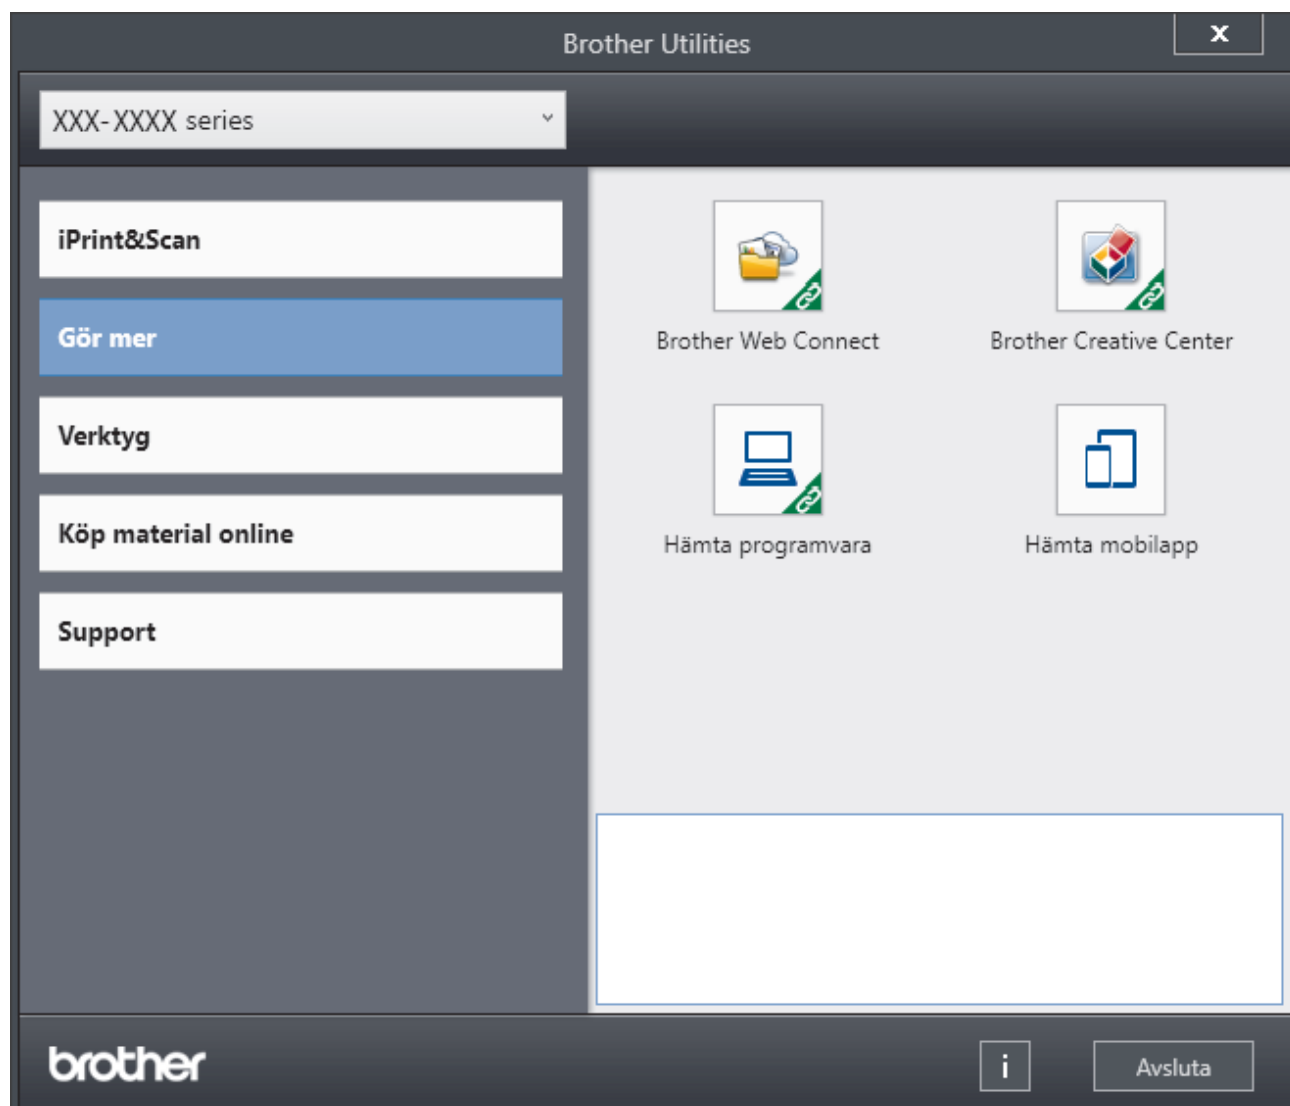 Brother Utilities
x
XXX-XXXX series
iPrint&Scan
Gör mer
Verktyg
Köp material online
Support
Brother Web Connect
Brother Creative Center
Hämta programvara
Hämta mobilapp
brother
i
Avsluta